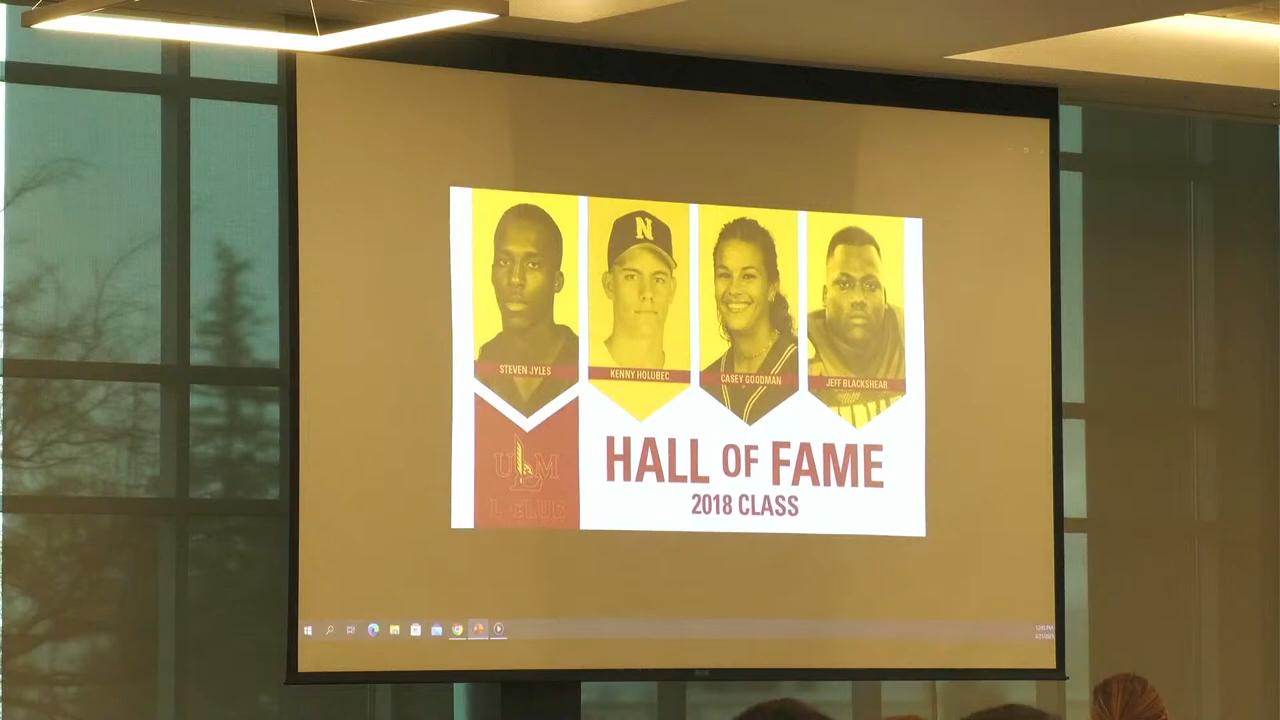 N
STEVEN JYLES
KENNY HOLUBEC
CASEY GOODMAN
JEFF BLACKSHEAR
ULM
L CLUB
HALL OF FAME
2018 CLASS